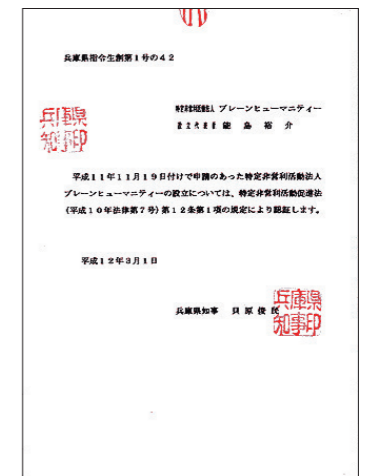 兵庫県指令生創第1号の42
兵庫県
知事印
特定非営利活動法人 ブレーンヒューマニティー
設立代表者 能島裕介
平成11年11月19日付けで申請のあった特定非営利活動法人
ブレーンヒューマニティーの設立については、特定非営利活動促進法
(平成10年法律第7号)第12条第1項の規定により認証します。
平成12年3月1日
兵庫県知事 貝原俊民
兵庫県
知事印